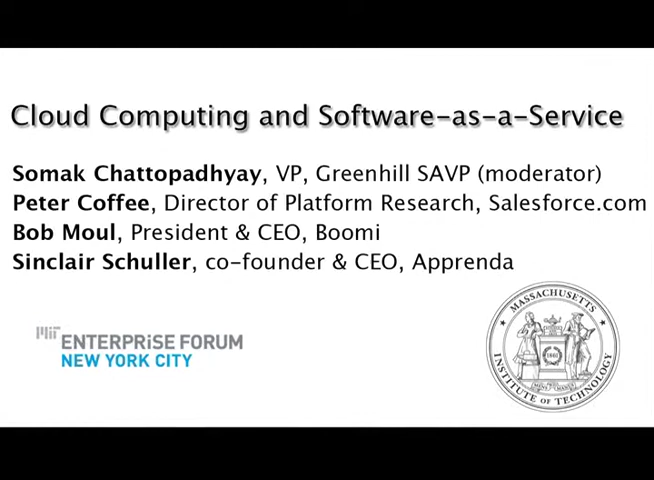 Cloud Computing and Software-as-a-Service
Somak Chattopadhyay, VP, Greenhill SAVP (moderator)
Peter Coffee, Director of Platform Research, Salesforce.com
Bob Moul, President & CEO, Boomi
Sinclair Schuller, co-founder & CEO, Apprenda
MIT ENTERPRISE FORUM
NEW YORK CITY
MASSACHUSETTS
INSTITUTE OF TECHNOLOGY
1861